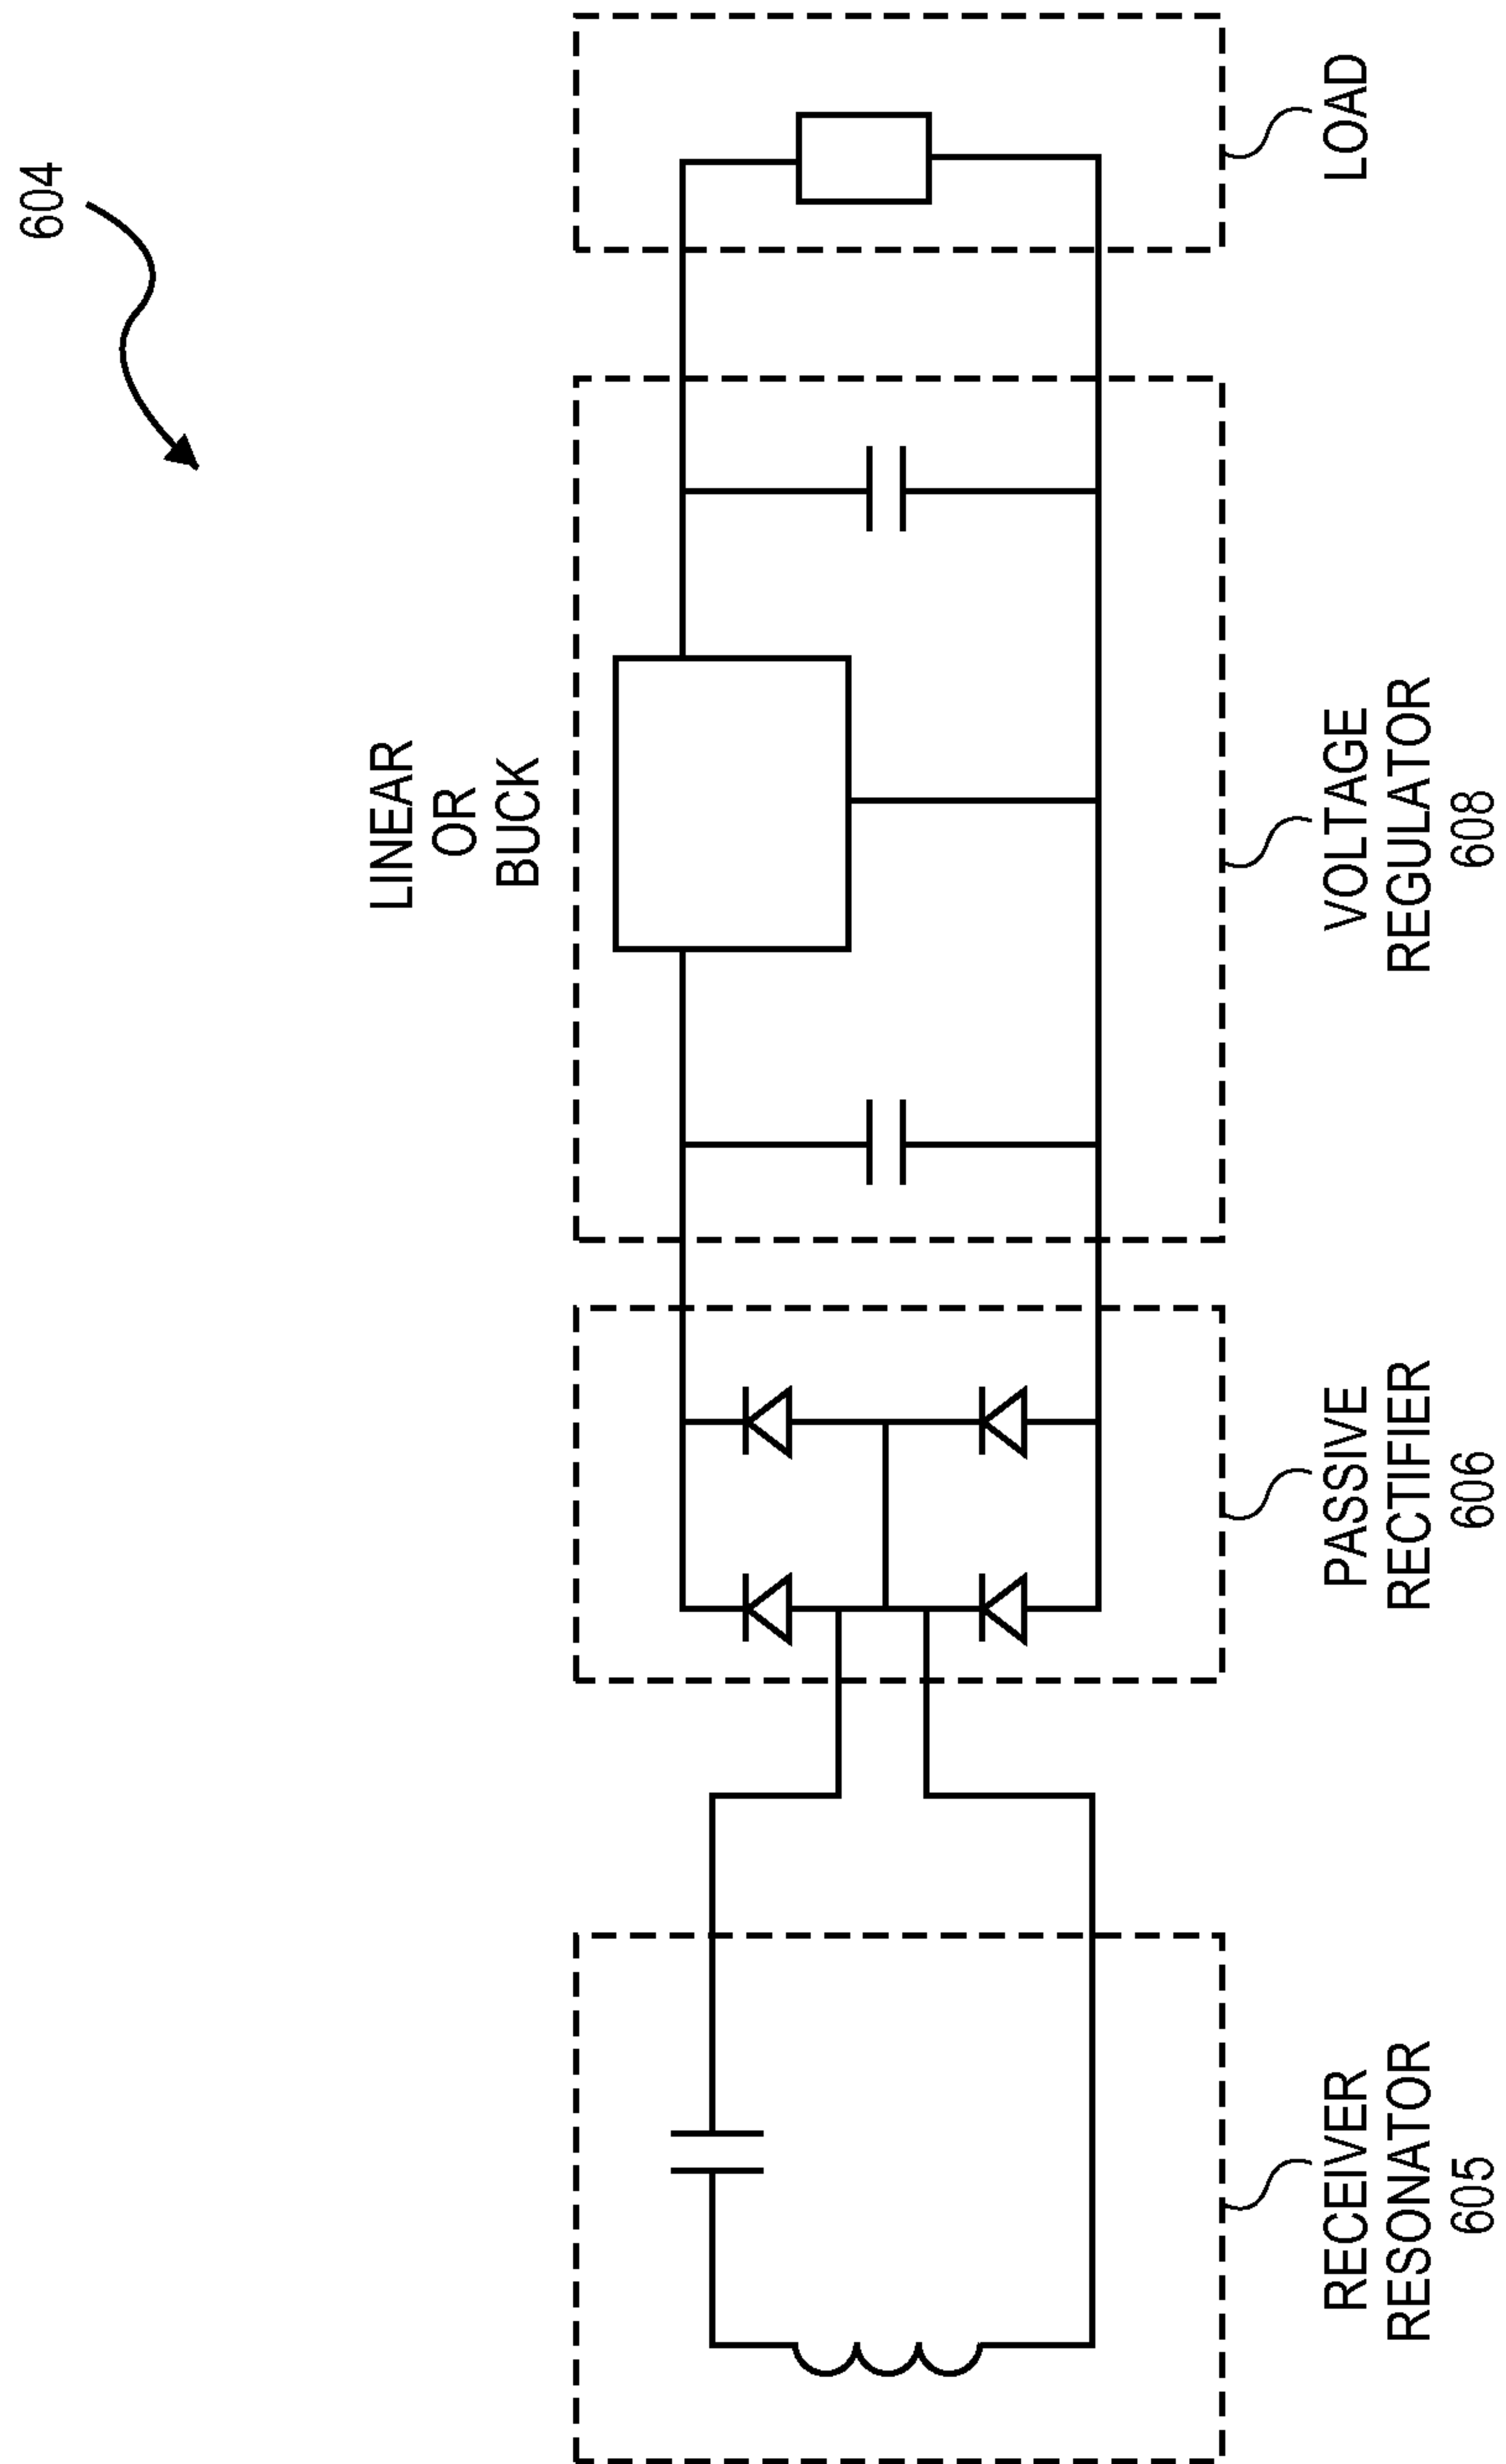 604
LINEAR
OR
BUCK
RECEIVER
RESONATOR
605
PASSIVE
RECTIFIER
606
VOLTAGE
REGULATOR
608
LOAD